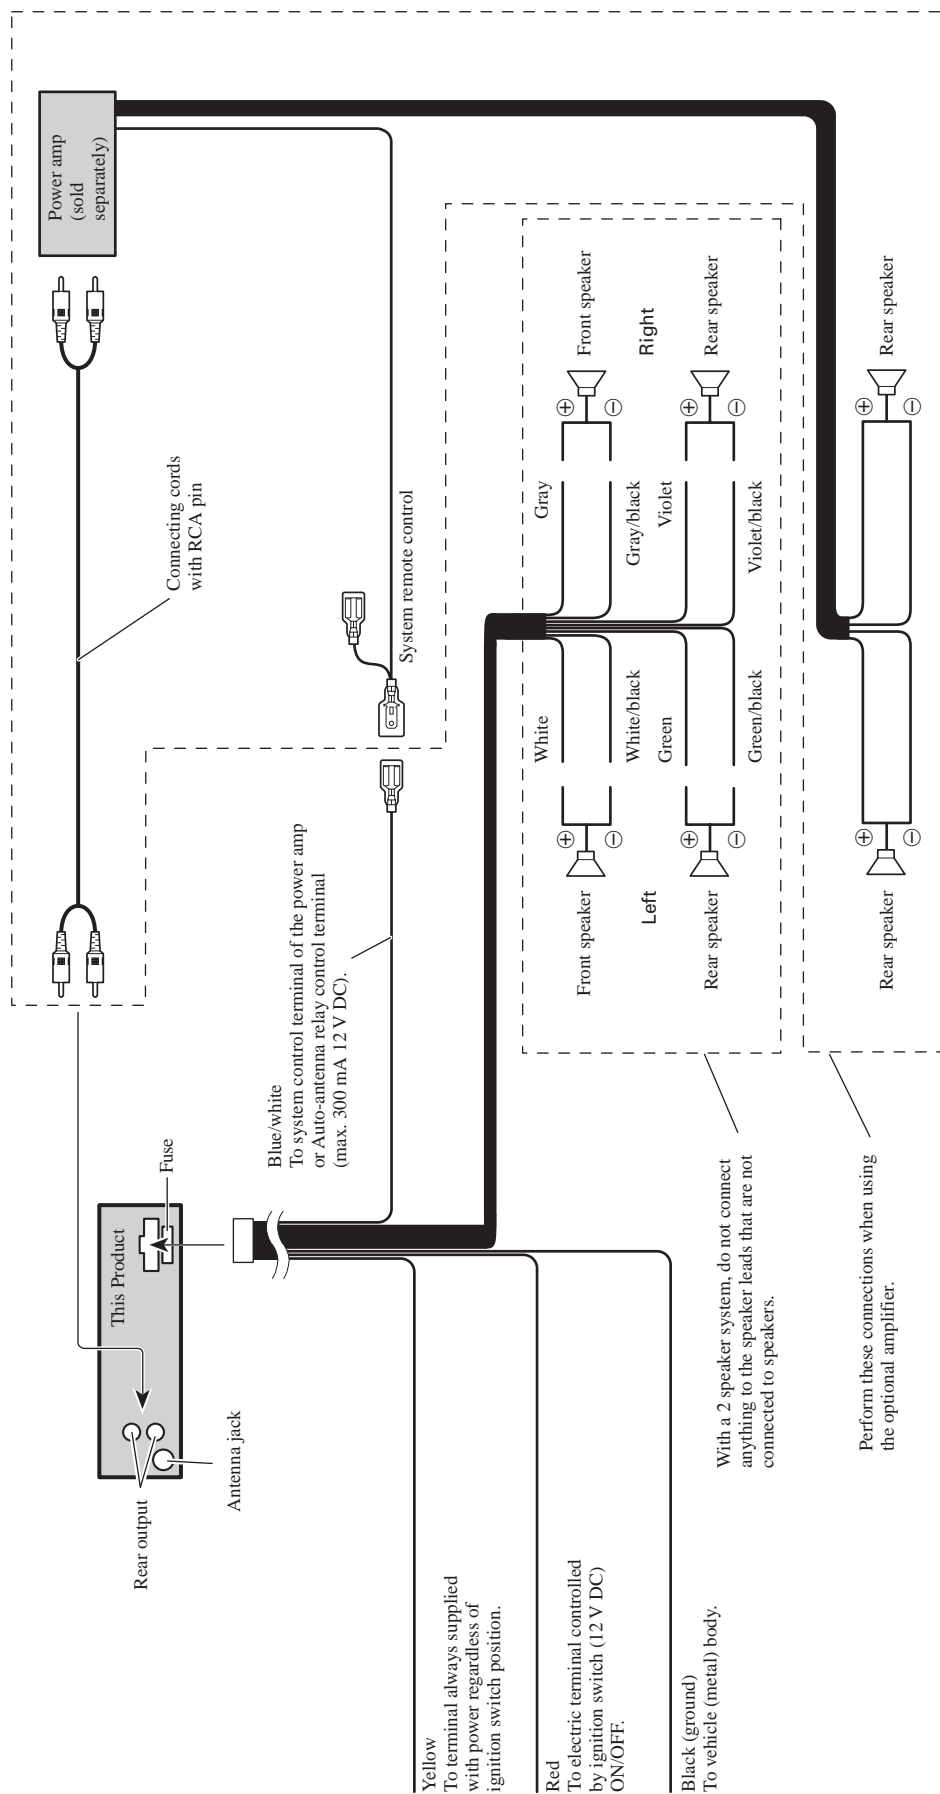 Power amp
(sold
separately)
Connecting cords
with RCA pin
System remote control
This Product
Fuse
Rear output
Antenna jack
Blue/white
To system control terminal of the power amp
or Auto-antenna relay control terminal
(max. 300 mA 12 V DC).
Yellow
To terminal always supplied
with power regardless of
ignition switch position.
Red
To electric terminal controlled
by ignition switch (12 V DC)
ON/OFF.
Black (ground)
To vehicle (metal) body.
Front speaker
⊕
⊖
White
White/black
Gray
Gray/black
⊕
⊖
Front speaker
Left
Right
Rear speaker
⊕
⊖
Green
Green/black
Violet
Violet/black
⊕
⊖
Rear speaker
With a 2 speaker system, do not connect
anything to the speaker leads that are not
connected to speakers.
Rear speaker
⊕
⊖
⊕
⊖
Rear speaker
Perform these connections when using
the optional amplifier.